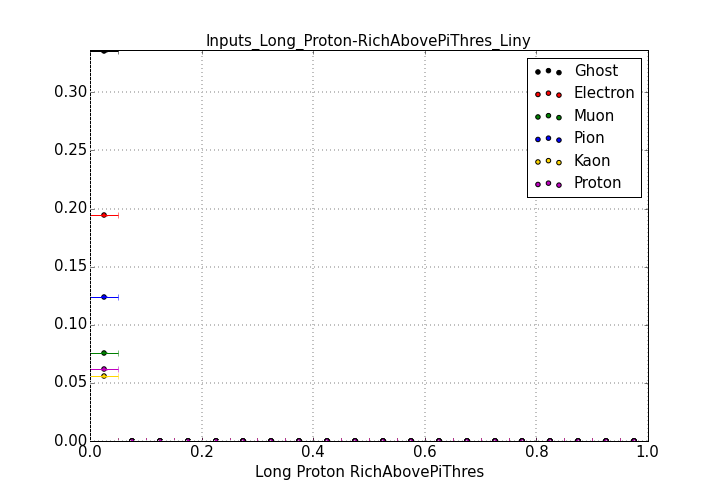 Inputs_Long_Proton-RichAbovePiThres_Liny
0.30
0.25
0.20
0.15
0.10
0.05
0.00
0.0 0.2 0.4 0.6 0.8 1.0
Long Proton RichAbovePiThres
Ghost
Electron
Muon
Pion
Kaon
Proton